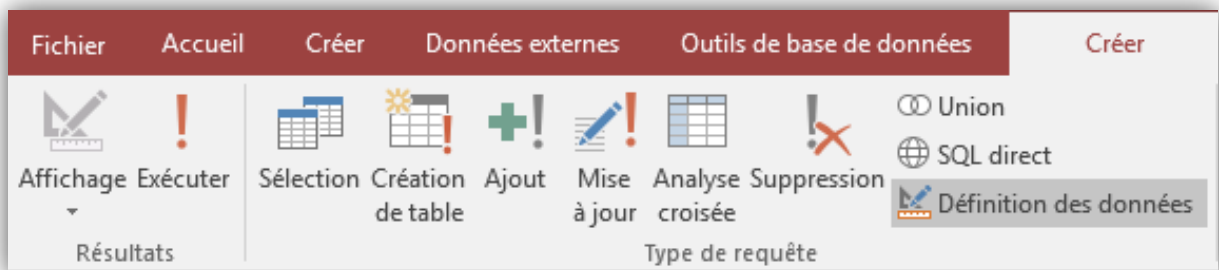 Fichier Accueil Créer Données externes Outils de base de données Créer
Union
SQL direct
Affichage Exécuter Sélection Création Ajout Mise Analyse Suppression
de table à jour croisée
Définition des données
Résultats Type de requête